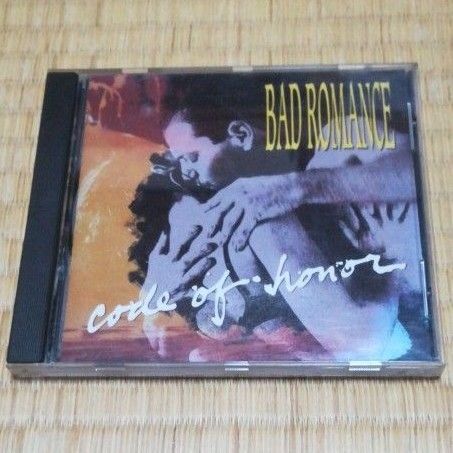 BAD ROMANCE
code of honor